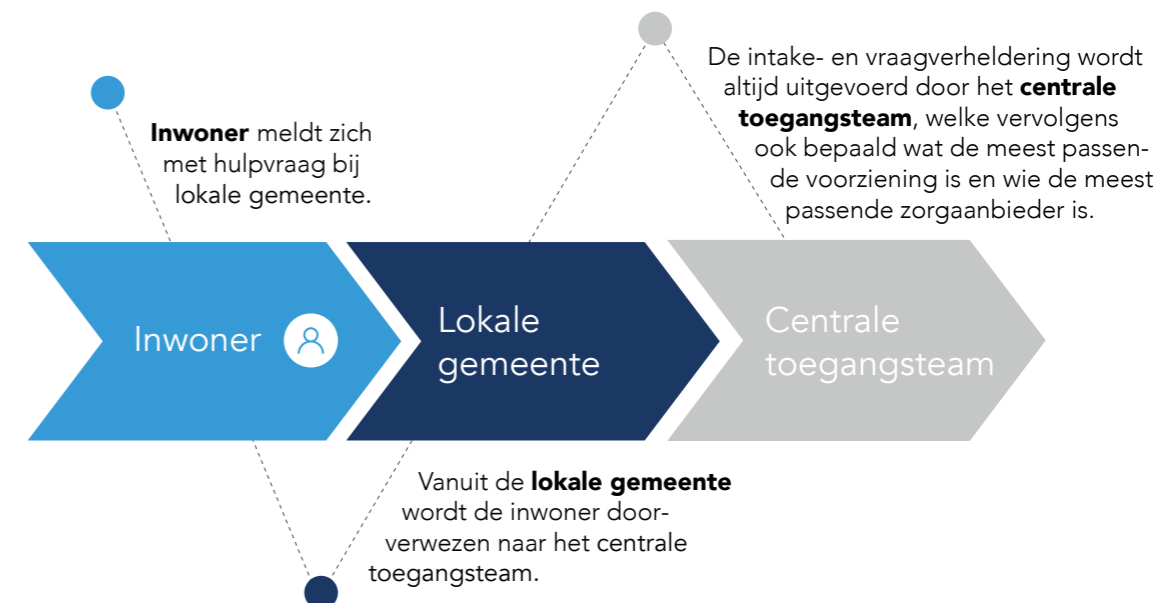 Inwoner meldt zich
met hulpvraag bij
lokale gemeente.
De intake- en vraagverheldering wordt
altijd uitgevoerd door het centrale
toegangsteam, welke vervolgens
ook bepaald wat de meest passen-
de voorziening is en wie de meest
passende zorgaanbieder is.
Inwoner
Lokale
gemeente
Centrale
toegangsteam
Vanuit de lokale gemeente
wordt de inwoner door-
verwezen naar het centrale
toegangsteam.